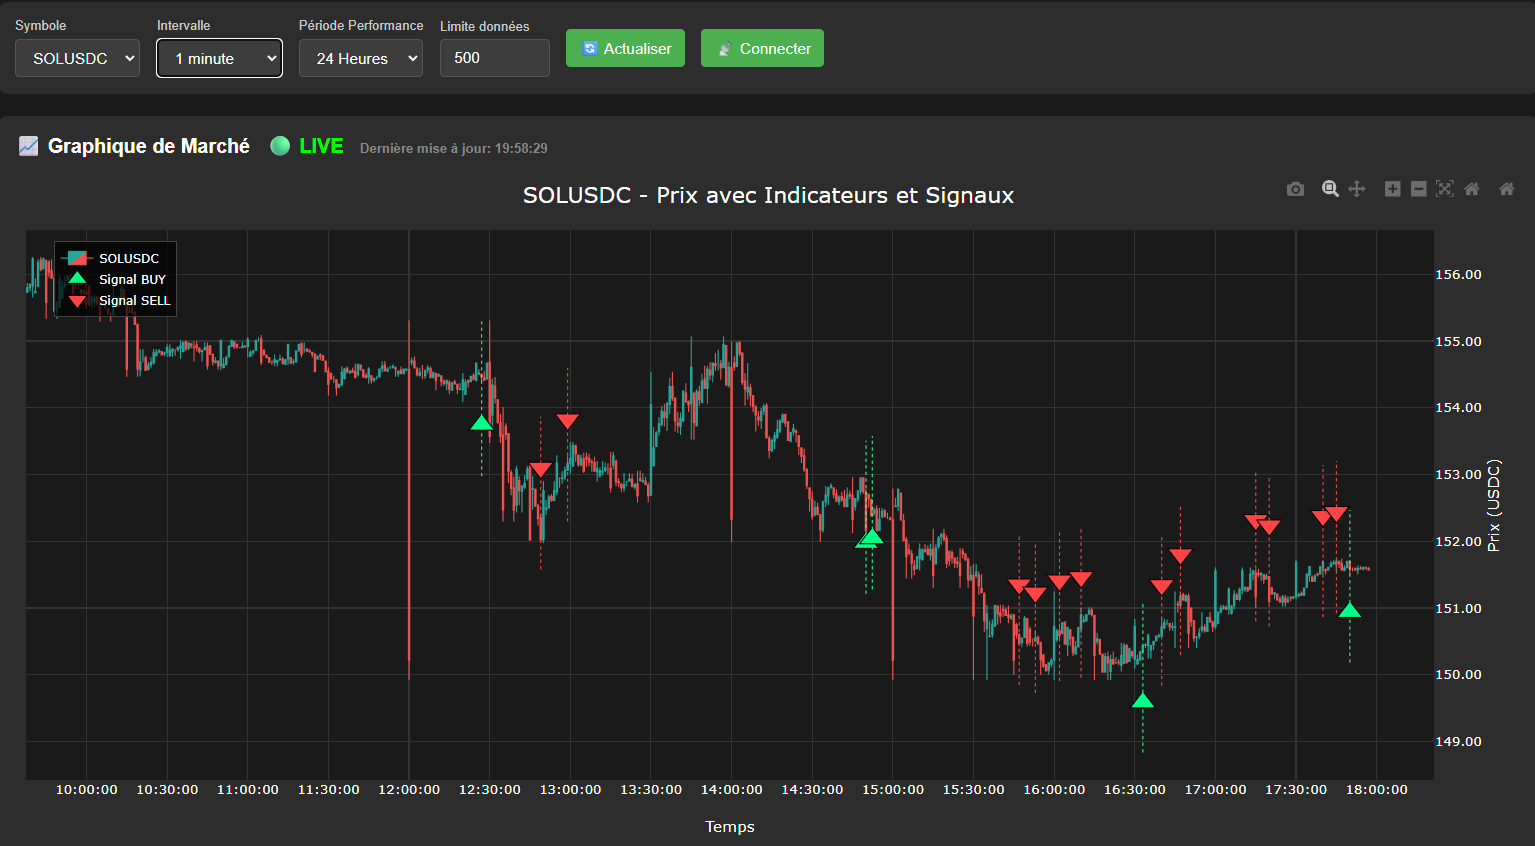 Symbole
Intervalle
Période Performance
Limite données
SOLUSDC
1 minute
24 Heures
500
Actualiser
Connecter
Graphique de Marché
LIVE
Dernière mise à jour: 19:58:29
SOLUSDC - Prix avec Indicateurs et Signaux
SOLUSDC
Signal BUY
Signal SELL
156.00
155.00
154.00
153.00
152.00
151.00
150.00
149.00
Prix (USDC)
10:00:00
10:30:00
11:00:00
11:30:00
12:00:00
12:30:00
13:00:00
13:30:00
14:00:00
14:30:00
15:00:00
15:30:00
16:00:00
16:30:00
17:00:00
17:30:00
18:00:00
Temps